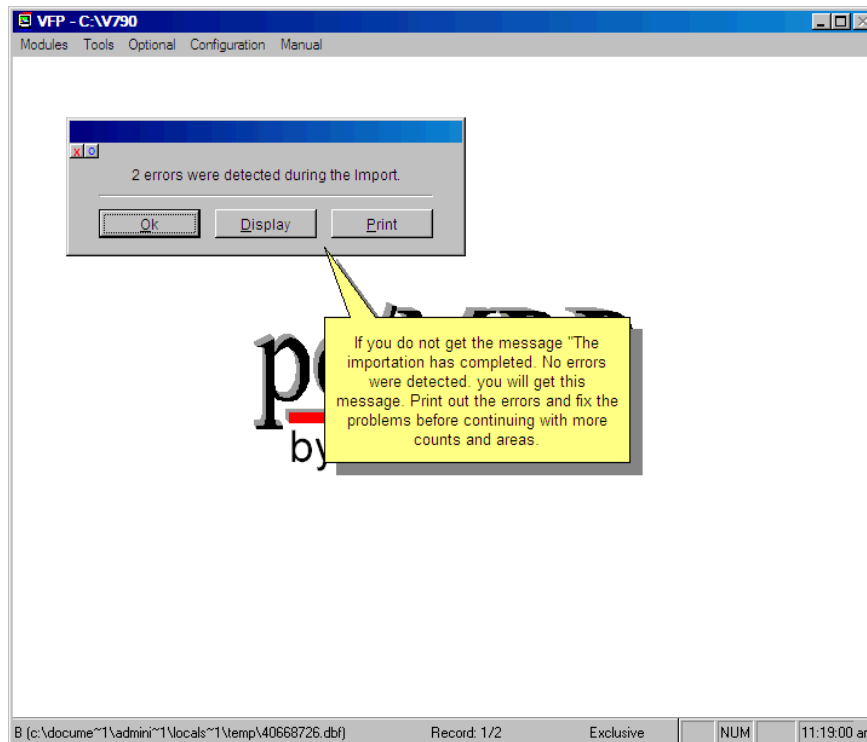 VFP - C:\V790
Modules Tools Optional Configuration Manual
2 errors were detected during the Import.
Ok Display Print
If you do not get the message "The
importation has completed. No errors
were detected. you will get this
message. Print out the errors and fix the
problems before continuing with more
counts and areas.
by
B (c:\docume~1\admini~1\locals~1\temp\40668726.dbf) Record: 1/2 Exclusive NUM 11:19:00 a